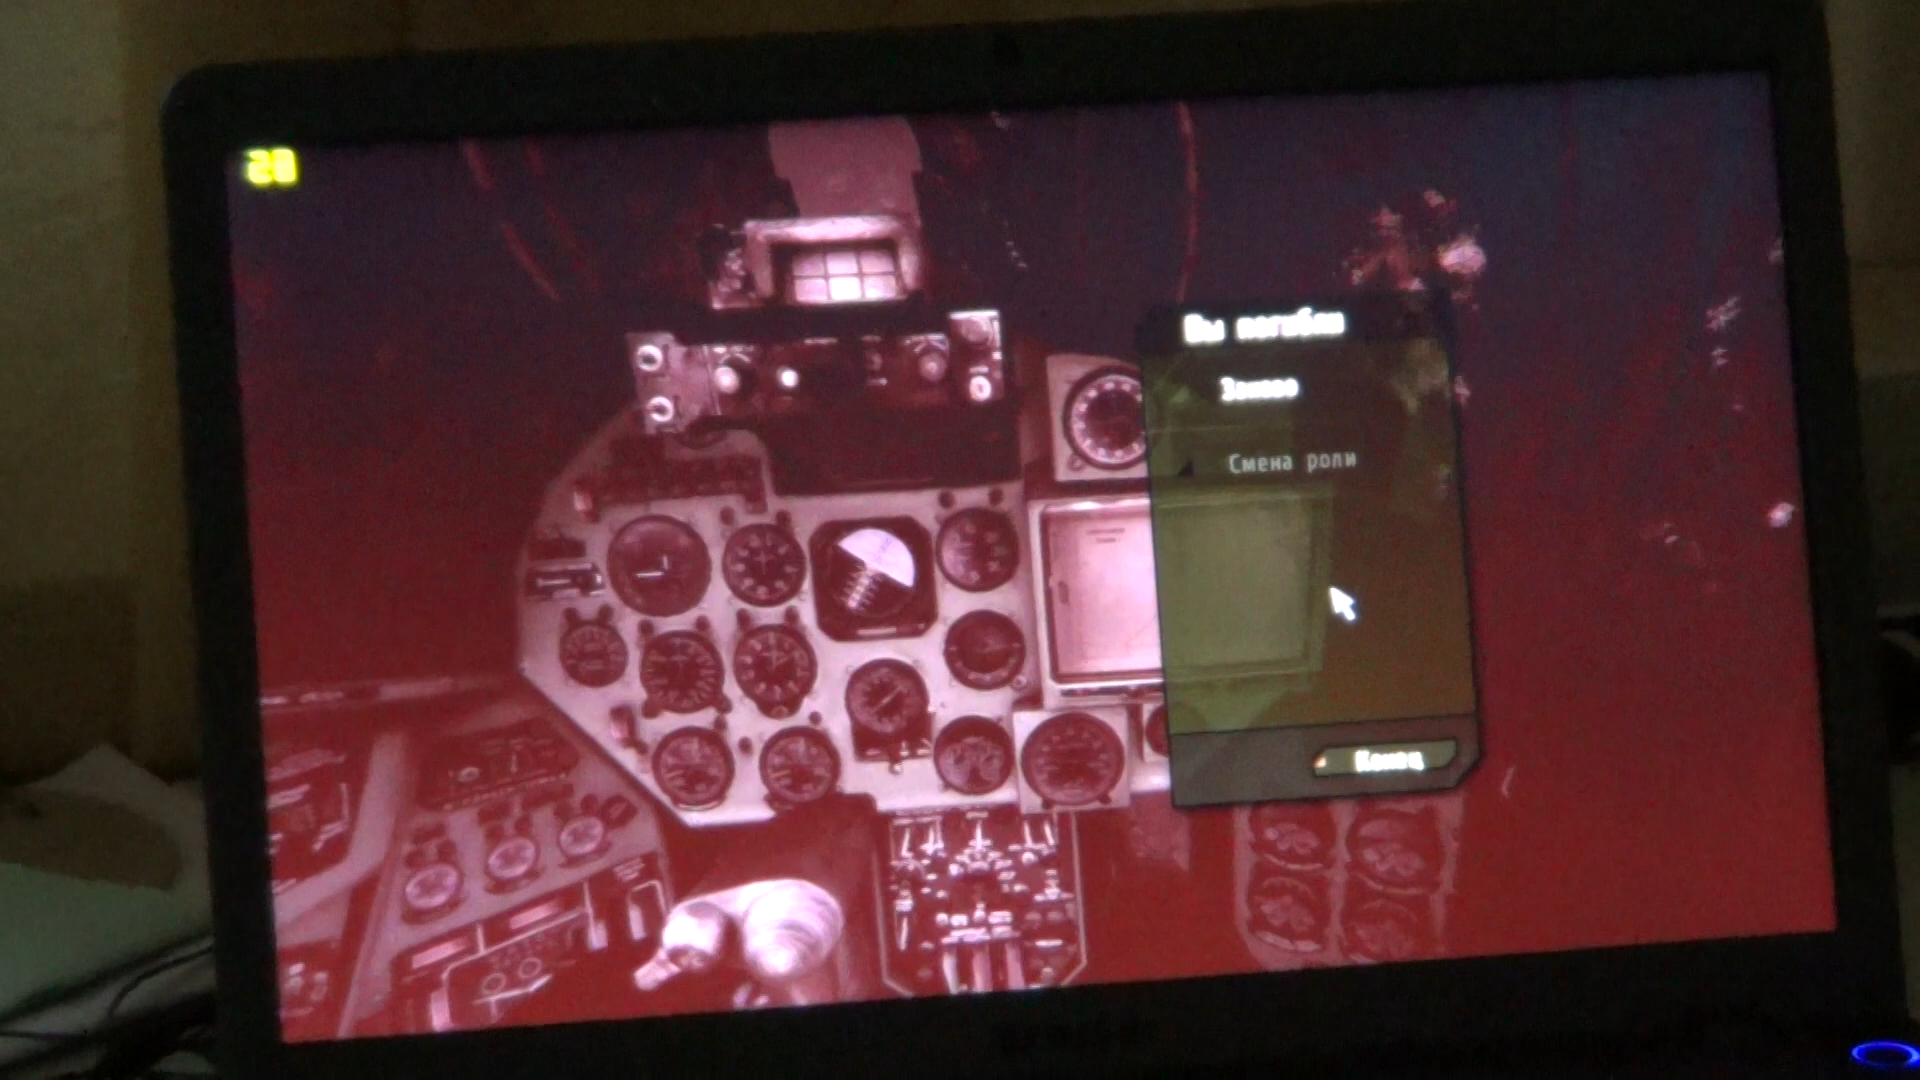 20
Вы погибли
Заново
Смена роли
Конец